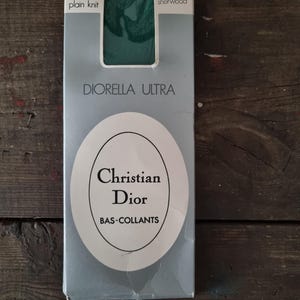 plain knit
sherwood
DIORELLA ULTRA
Christian
Dior
BAS-COLLANTS